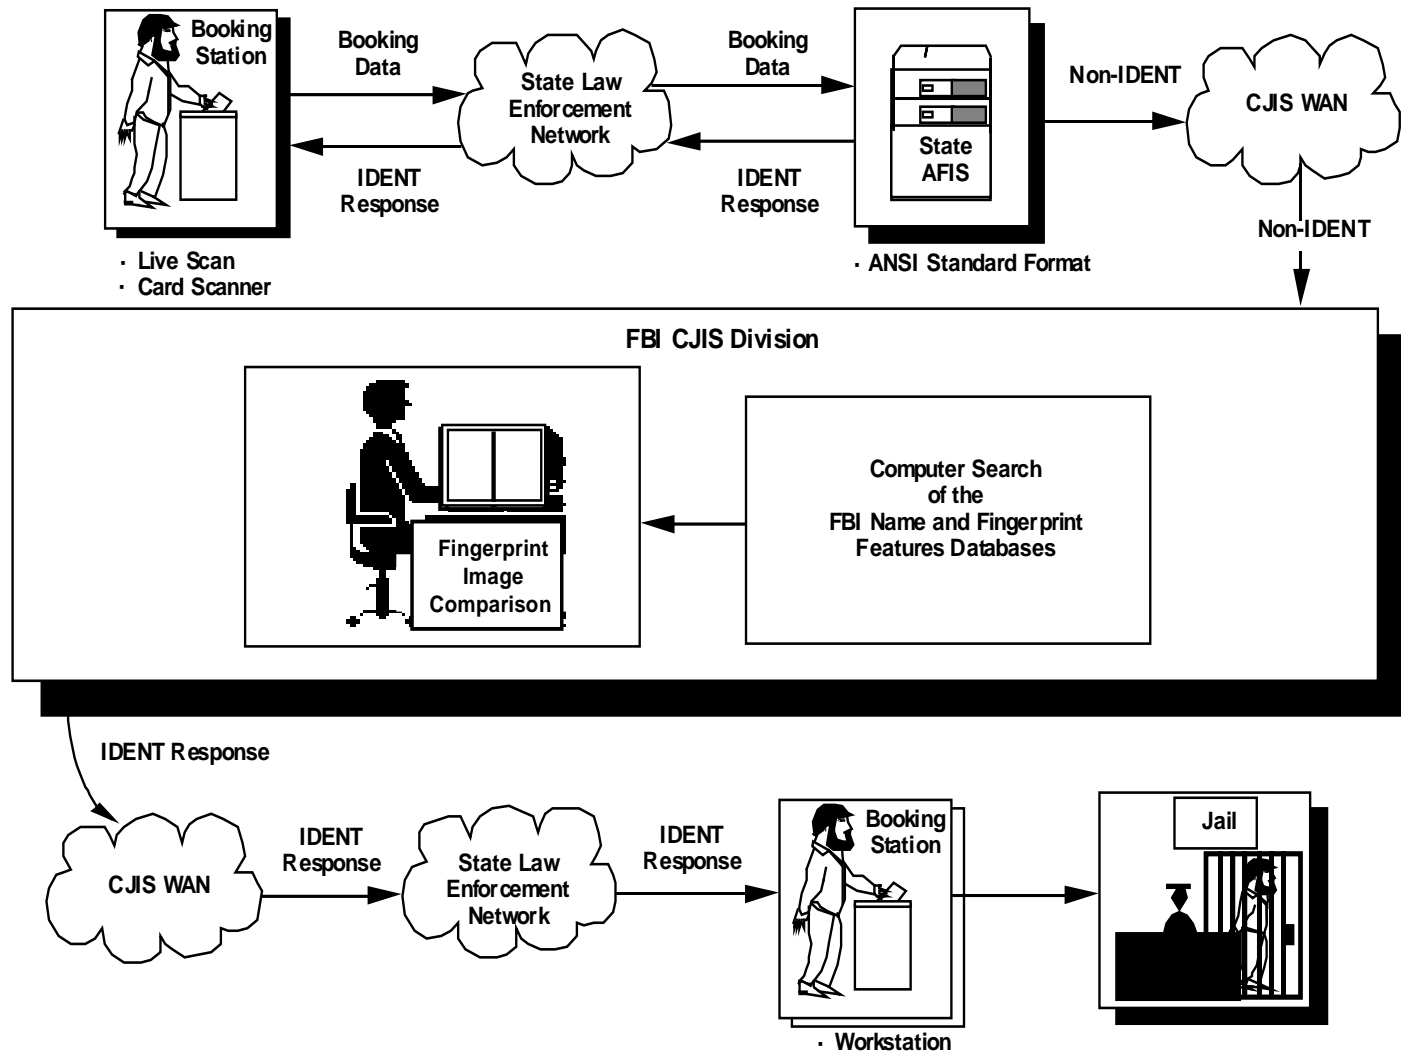 Booking
Station
Booking
Data
State Law
Enforcement
Network
Booking
Data
IDENT
Response
IDENT
Response
State
AFIS
Non-IDENT
CJIS WAN
Non-IDENT
· Live Scan
· Card Scanner
· ANSI Standard Format
FBI CJIS Division
Fingerprint
Image
Comparison
Computer Search
of the
FBI Name and Fingerprint
Features Databases
IDENT Response
CJIS WAN
IDENT
Response
State Law
Enforcement
Network
IDENT
Response
Booking
Station
· Workstation
Jail